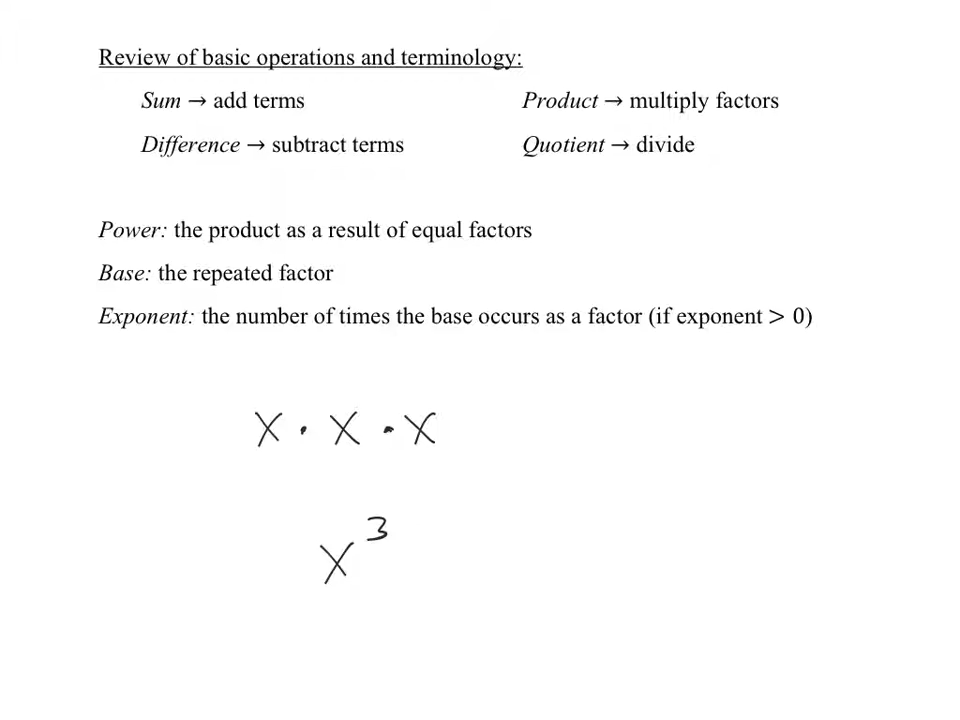 Review of basic operations and terminology:
Sum → add terms
Product → multiply factors
Difference → subtract terms
Quotient → divide
Power: the product as a result of equal factors
Base: the repeated factor
Exponent: the number of times the base occurs as a factor (if exponent > 0)
x · x · x
x³